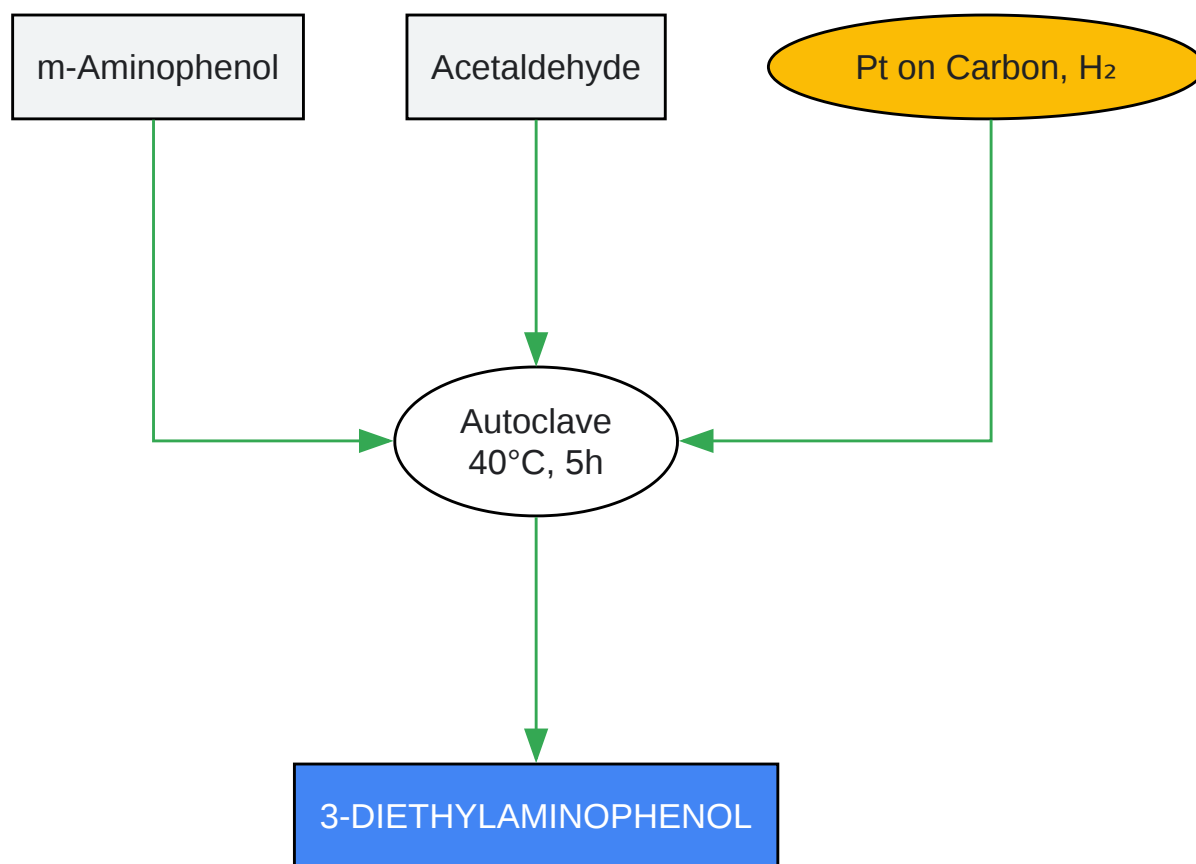 m-Aminophenol
Acetaldehyde
Pt on Carbon, H₂
Autoclave
40°C, 5h
3-DIETHYLAMINOPHENOL